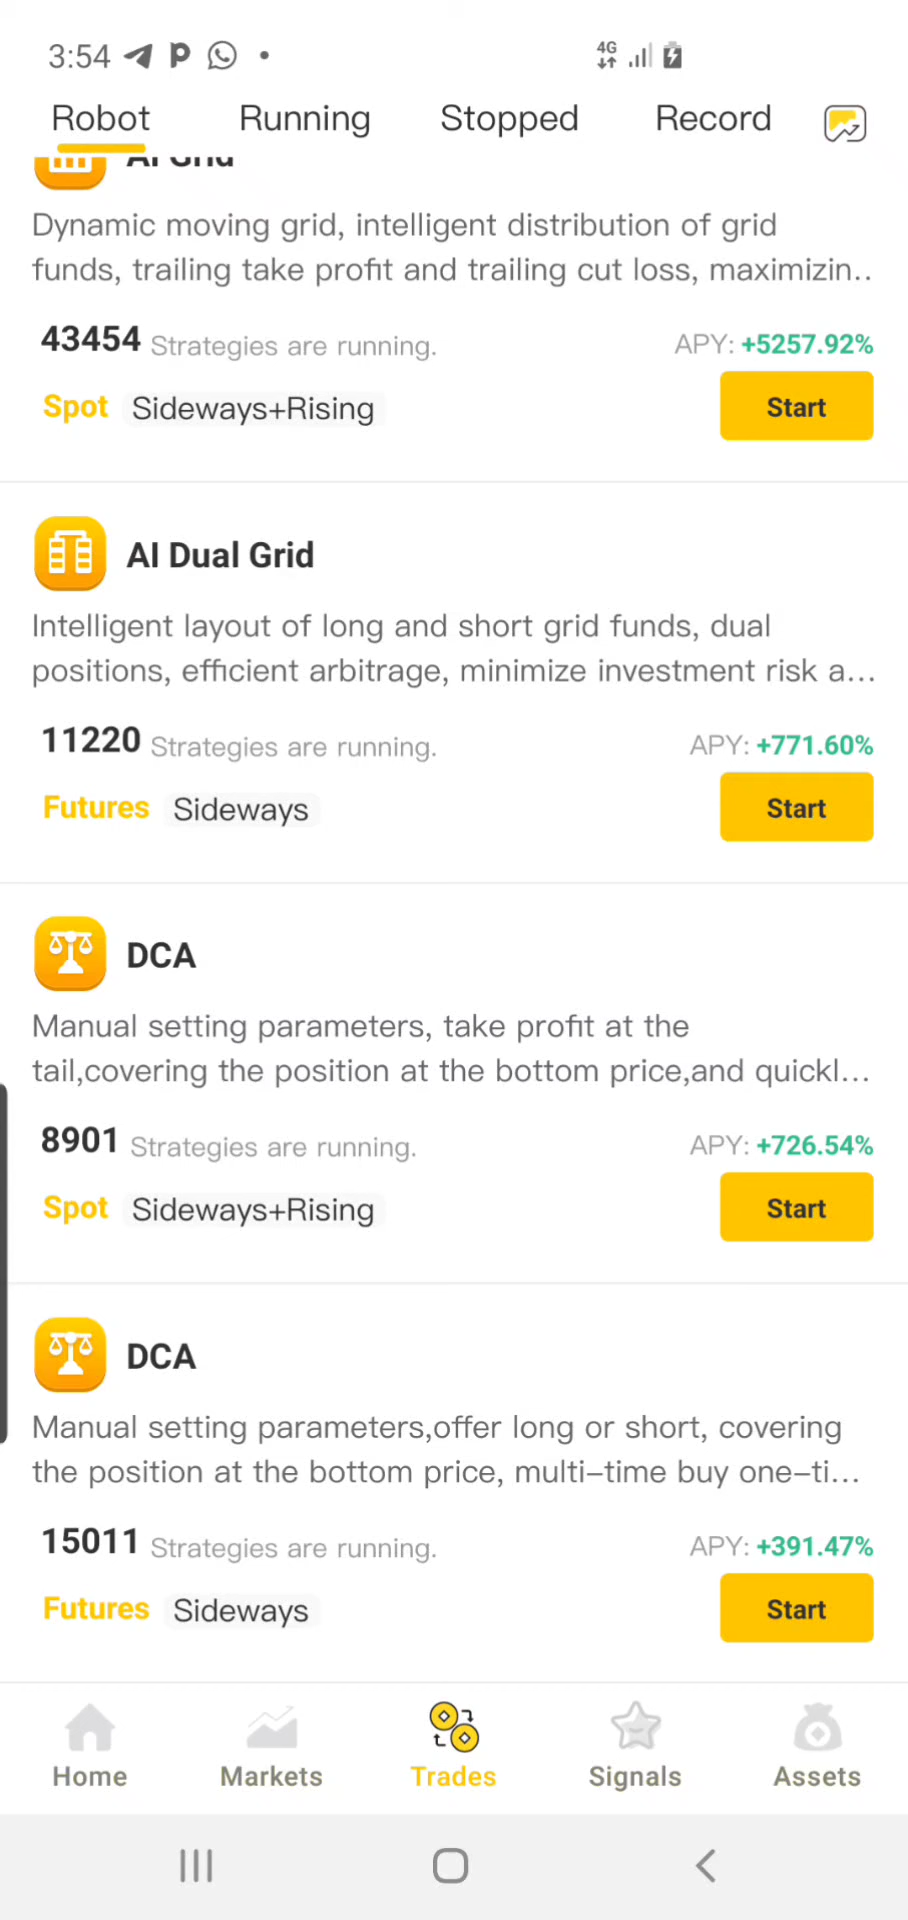 3:54
4G
Robot Running Stopped Record
AI Grid
Dynamic moving grid, intelligent distribution of grid
funds, trailing take profit and trailing cut loss, maximizin..
43454 Strategies are running. APY: +5257.92%
Spot Sideways+Rising Start
AI Dual Grid
Intelligent layout of long and short grid funds, dual
positions, efficient arbitrage, minimize investment risk a...
11220 Strategies are running. APY: +771.60%
Futures Sideways Start
DCA
Manual setting parameters, take profit at the
tail,covering the position at the bottom price,and quickl...
8901 Strategies are running. APY: +726.54%
Spot Sideways+Rising Start
DCA
Manual setting parameters,offer long or short, covering
the position at the bottom price, multi–time buy one–ti...
15011 Strategies are running. APY: +391.47%
Futures Sideways Start
Home Markets Trades Signals Assets